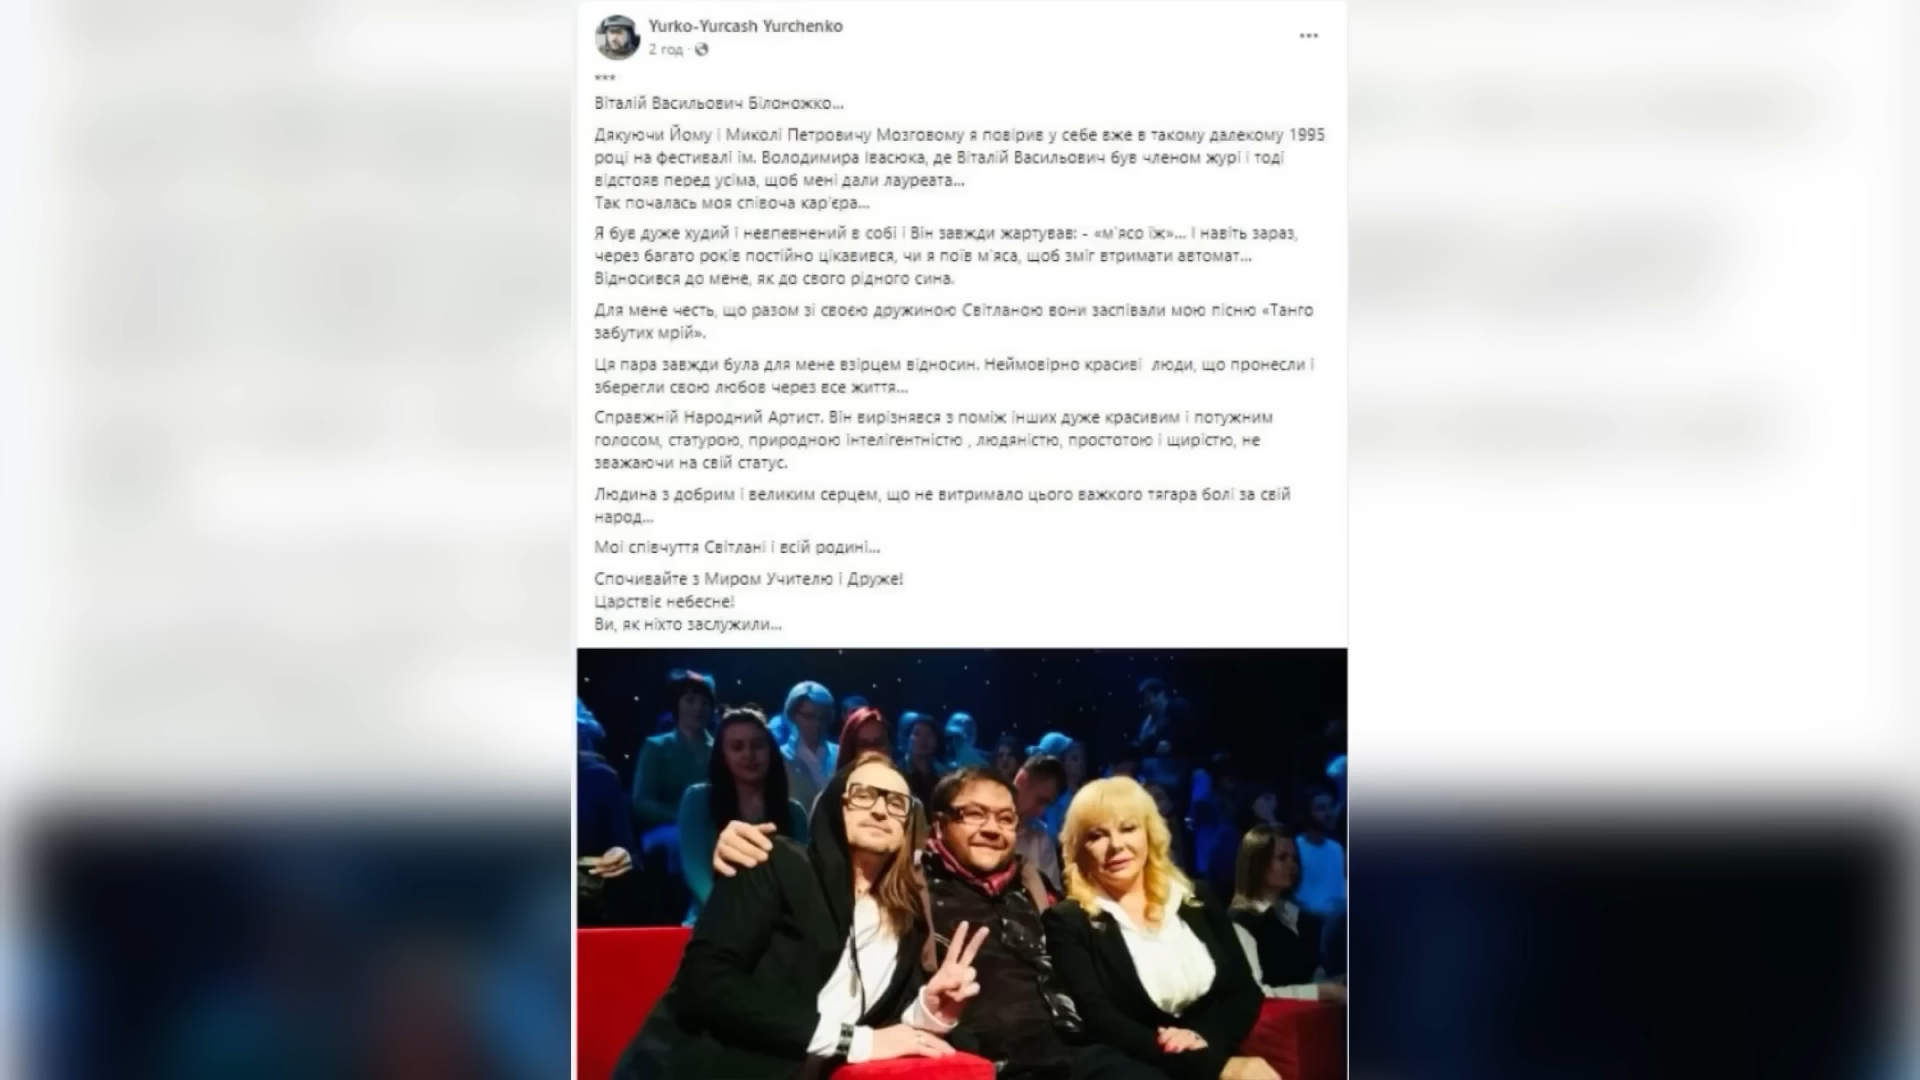 Yurko-Yurcash Yurchenko
2 год ·
***
Віталій Васильович Білоножко...
Дякуючи Йому і Миколі Петровичу Мозговому я повірив у себе вже в такому далекому 1995
році на фестивалі ім. Володимира Івасюка, де Віталій Васильович був членом журі і тоді
відстояв перед усіма, щоб мені дали лауреата...
Так почалась моя співоча кар'єра...
Я був дуже худий і невпевнений в собі і Він завжди жартував: - «м'ясо їж»... І навіть зараз,
через багато років постійно цікавився, чи я поїв м'яса, щоб зміг втримати автомат...
Відносився до мене, як до свого рідного сина.
Для мене честь, що разом зі своєю дружиною Світланою вони заспівали мою пісню «Танго
забутих мрій».
Ця пара завжди була для мене взірцем відносин. Неймовірно красиві люди, що пронесли і
зберегли свою любов через все життя...
Справжній Народний Артист. Він вирізнявся з поміж інших дуже красивим і потужним
голосом, статурою, природною інтелігентністю , людяністю, простотою і щирістю, не
зважаючи на свій статус.
Людина з добрим і великим серцем, що не витримало цього важкого тягара болі за свій
народ...
Мої співчуття Світлані і всій родині...
Спочивайте з Миром Учителю і Друже!
Царствіє небесне!
Ви, як ніхто заслужили...